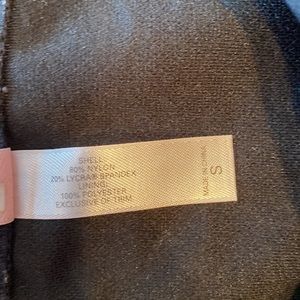 SHELL:
80% NYLON
20% LYCRA® SPANDEX
LINING:
100% POLYESTER
EXCLUSIVE OF TRIM
MADE IN CHINA
S